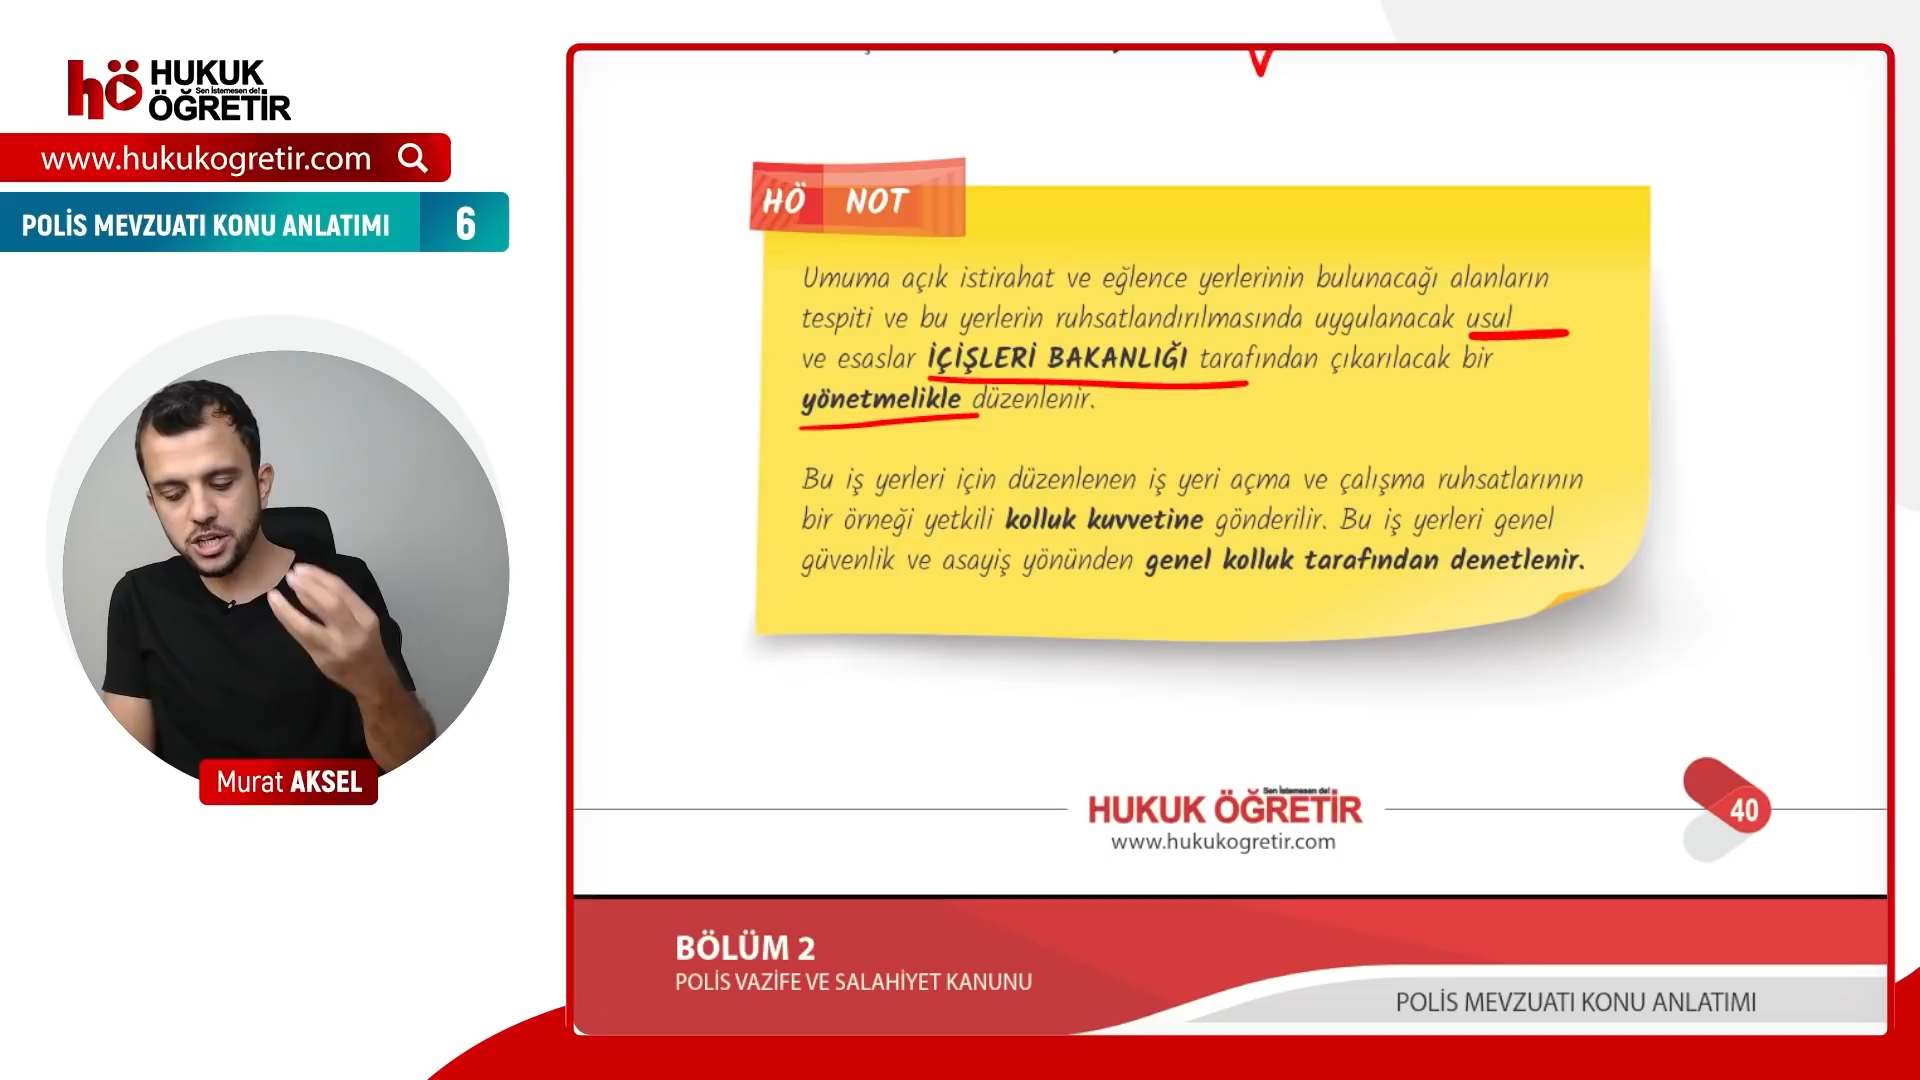 hö HUKUK
Sen İstemesen de!
ÖĞRETİR
www.hukukogretir.com
POLİS MEVZUATI KONU ANLATIMI 6
Murat AKSEL
HÖ NOT
Umuma açık istirahat ve eğlence yerlerinin bulunacağı alanların
tespiti ve bu yerlerin ruhsatlandırılmasında uygulanacak usul
ve esaslar İÇİŞLERİ BAKANLIĞI tarafından çıkarılacak bir
yönetmelikle düzenlenir.
Bu iş yerleri için düzenlenen iş yeri açma ve çalışma ruhsatlarının
bir örneği yetkili kolluk kuvvetine gönderilir. Bu iş yerleri genel
güvenlik ve asayiş yönünden genel kolluk tarafından denetlenir.
Sen İstemesen de!
HUKUK ÖĞRETİR
www.hukukogretir.com
40
BÖLÜM 2
POLİS VAZİFE VE SALAHİYET KANUNU
POLİS MEVZUATI KONU ANLATIMI